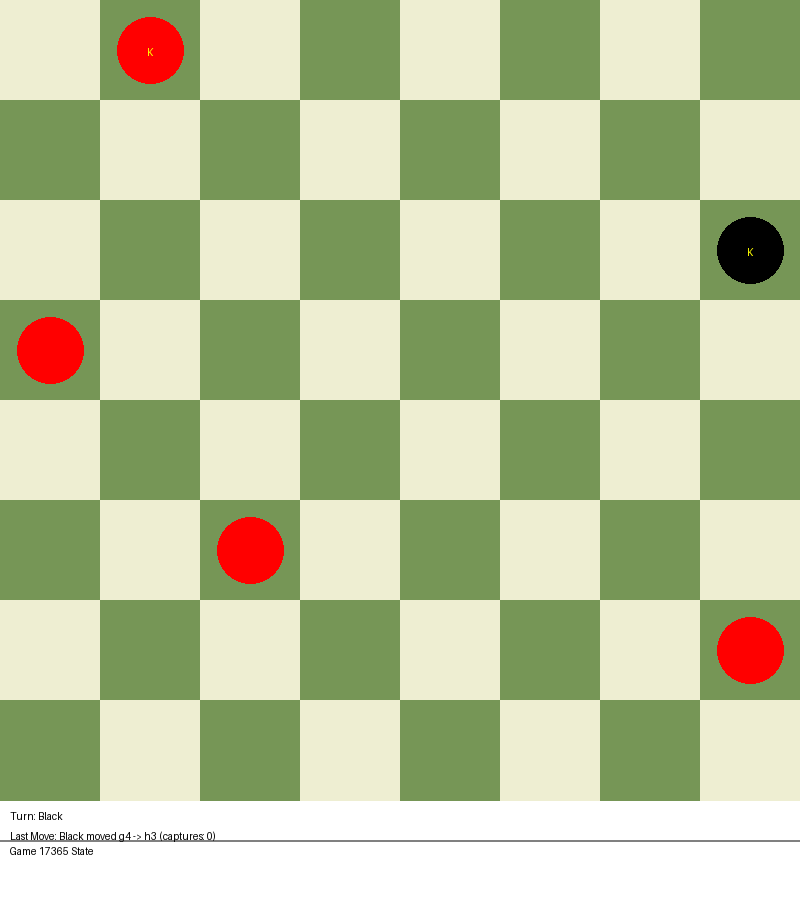 K
K
Turn: Black
Last Move: Black moved g4 -> h3 (captures: 0)
Game 17365 State